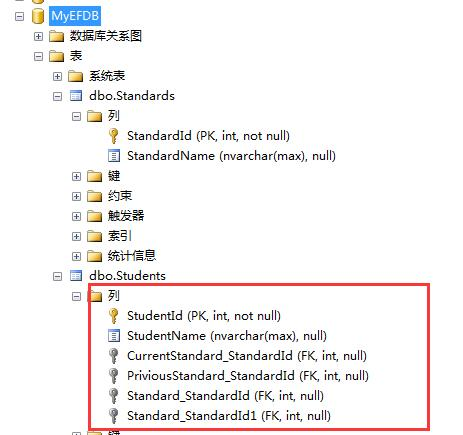 MyEFDB
数据库关系图
表
系统表
dbo.Standards
列
StandardId (PK, int, not null)
StandardName (nvarchar(max), null)
键
约束
触发器
索引
统计信息
dbo.Students
列
StudentId (PK, int, not null)
StudentName (nvarchar(max), null)
CurrentStandard_StandardId (FK, int, null)
PriviousStandard_StandardId (FK, int, null)
Standard_StandardId (FK, int, null)
Standard_StandardId1 (FK, int, null)